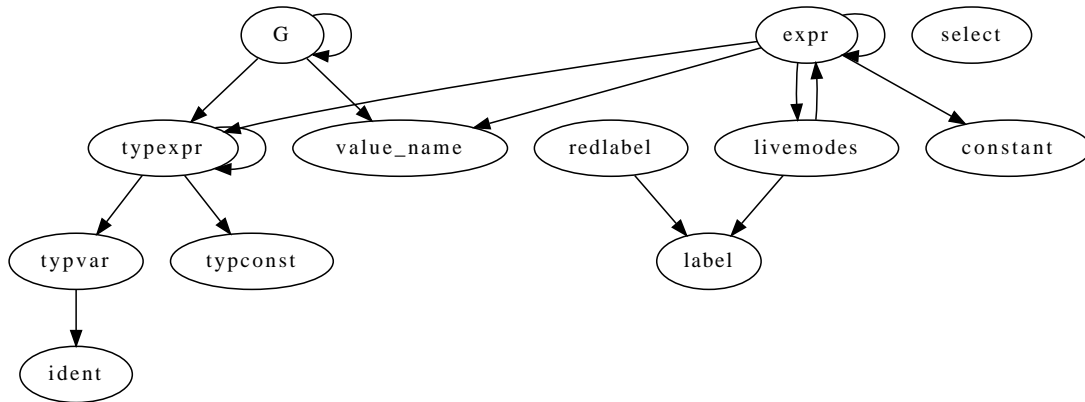 G
expr
select
typexpr
value_name
redlabel
livemodes
constant
typvar
typconst
label
ident